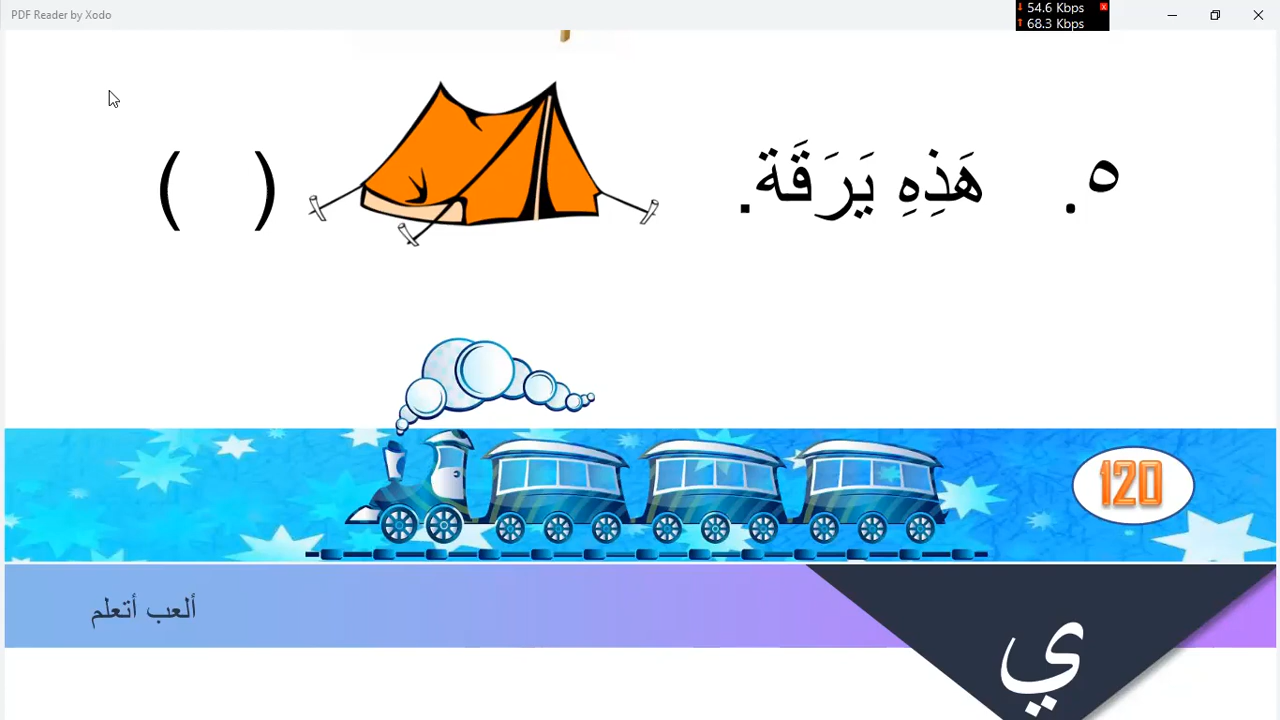 PDF Reader by Xodo
54.6 Kbps
68.3 Kbps
٥. هَذِهِ يَرَقَة. (   )
120
ألعب أتعلم
ي